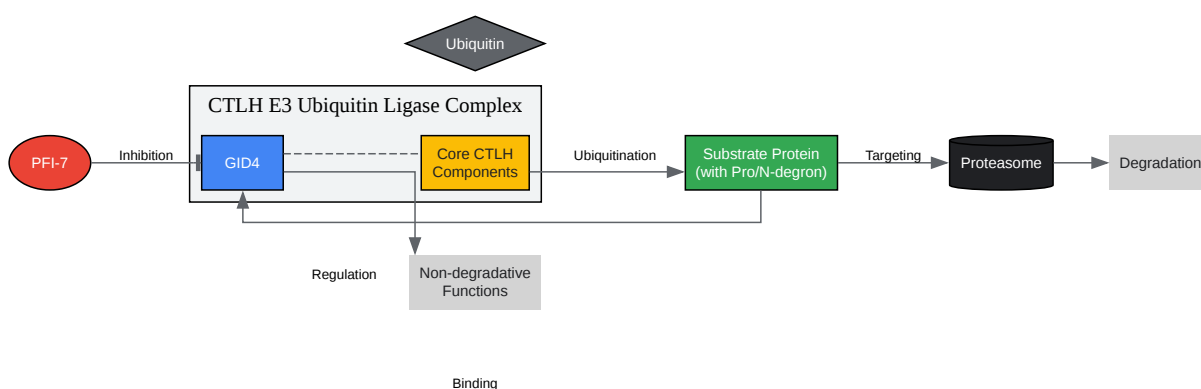 Ubiquitin
CTLH E3 Ubiquitin Ligase Complex
PFI-7
Inhibition
GID4
Core CTLH
Components
Ubiquitination
Substrate Protein
(with Pro/N-degron)
Targeting
Proteasome
Degradation
Regulation
Non-degradative
Functions
Binding